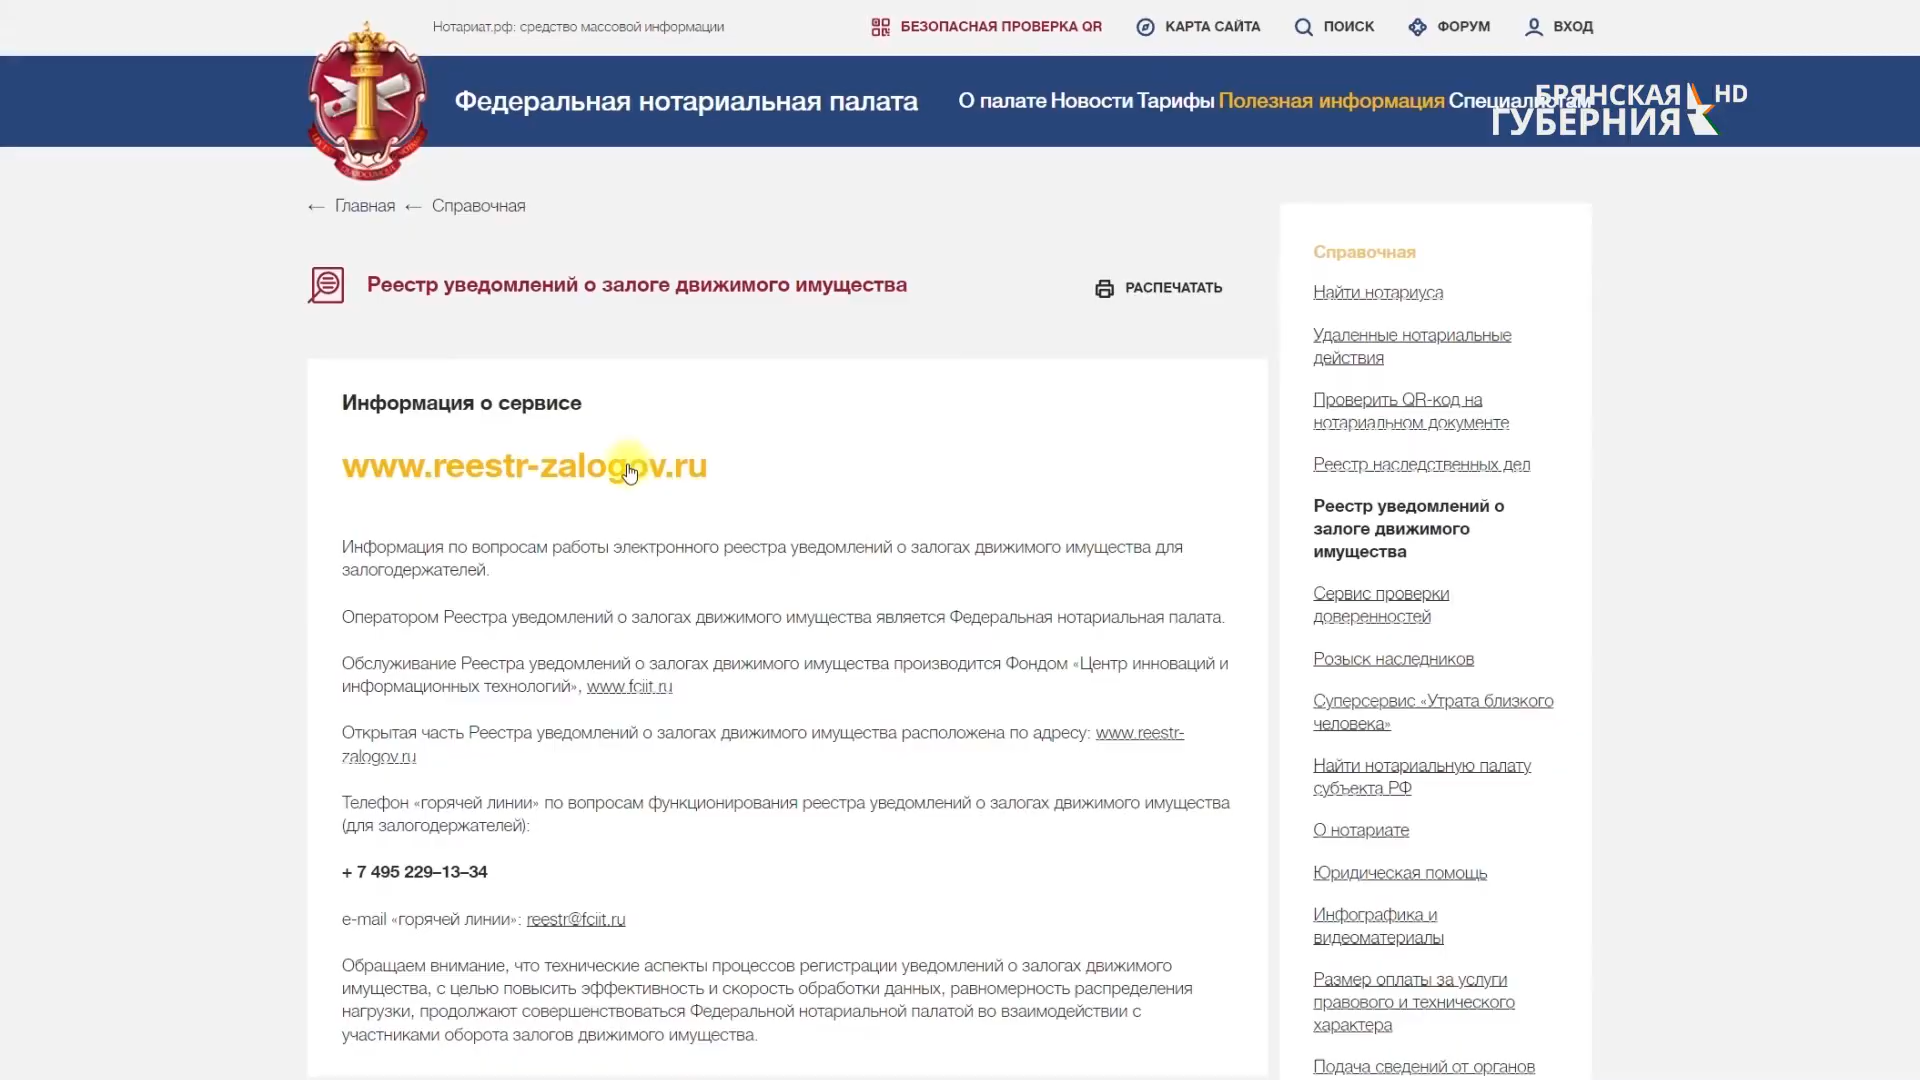 Нотариат.рф: средство массовой информации
БЕЗОПАСНАЯ ПРОВЕРКА QR
КАРТА САЙТА
ПОИСК
ФОРУМ
ВХОД
Федеральная нотариальная палата
О палате Новости Тарифы Полезная информация Специалистам
БРЯНСКАЯ HD
ГУБЕРНИЯ
← Главная ← Справочная
Реестр уведомлений о залоге движимого имущества
РАСПЕЧАТАТЬ
Информация о сервисе
www.reestr-zalogov.ru
Информация по вопросам работы электронного реестра уведомлений о залогах движимого имущества для
залогодержателей.
Оператором Реестра уведомлений о залогах движимого имущества является Федеральная нотариальная палата.
Обслуживание Реестра уведомлений о залогах движимого имущества производится Фондом «Центр инноваций и
информационных технологий», www.fciit.ru
Открытая часть Реестра уведомлений о залогах движимого имущества расположена по адресу: www.reestr-
zalogov.ru
Телефон «горячей линии» по вопросам функционирования реестра уведомлений о залогах движимого имущества
(для залогодержателей):
+ 7 495 229–13–34
e-mail «горячей линии»: reestr@fciit.ru
Обращаем внимание, что технические аспекты процессов регистрации уведомлений о залогах движимого
имущества, с целью повысить эффективность и скорость обработки данных, равномерность распределения
нагрузки, продолжают совершенствоваться Федеральной нотариальной палатой во взаимодействии с
участниками оборота залогов движимого имущества.
Справочная
Найти нотариуса
Удаленные нотариальные
действия
Проверить QR-код на
нотариальном документе
Реестр наследственных дел
Реестр уведомлений о
залоге движимого
имущества
Сервис проверки
доверенностей
Розыск наследников
Суперсервис «Утрата близкого
человека»
Найти нотариальную палату
субъекта РФ
О нотариате
Юридическая помощь
Инфографика и
видеоматериалы
Размер оплаты за услуги
правового и технического
характера
Подача сведений от органов